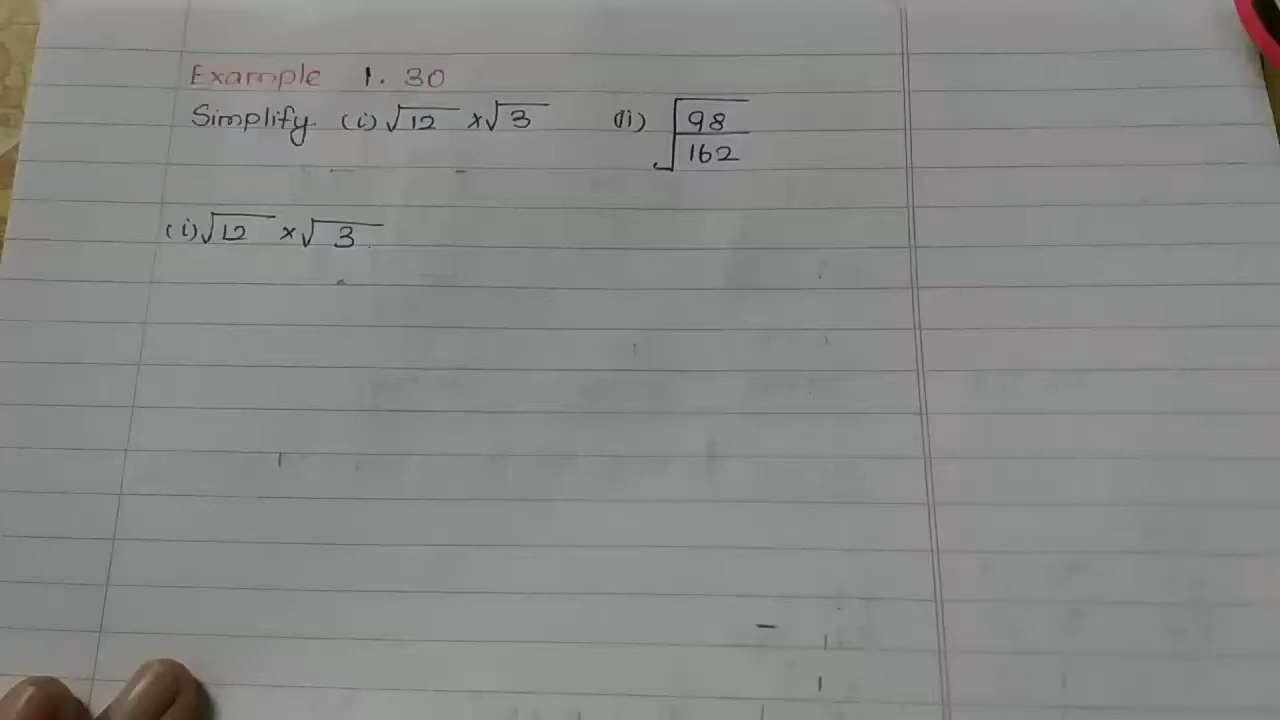 Example 1. 30
Simplify (i) √12 ×√3 (ii) √98/162
(i) √12 ×√3